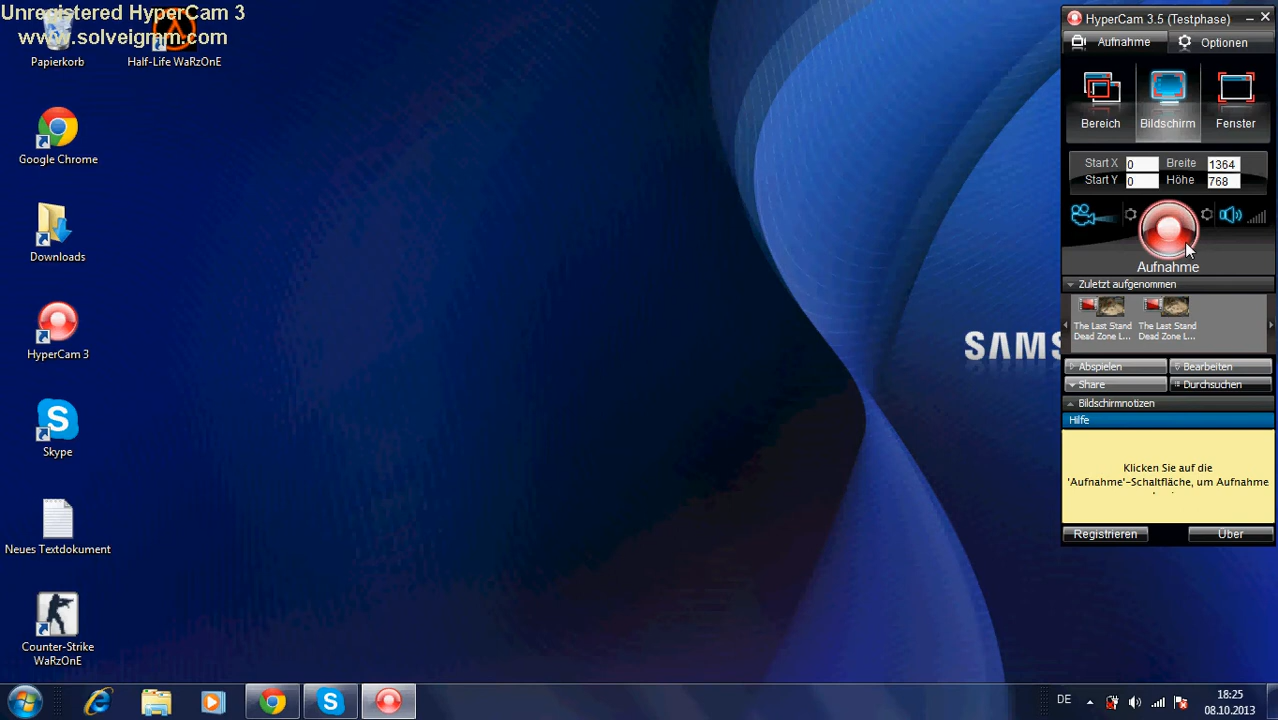 Unregistered HyperCam 3
www.solveigmm.com
Papierkorb
Half-Life WaRzOnE
Google Chrome
Downloads
HyperCam 3
Skype
Neues Textdokument
Counter-Strike
WaRzOnE
SAMS
HyperCam 3.5 (Testphase)
Aufnahme
Optionen
Bereich
Bildschirm
Fenster
Start X 0 Breite 1364
Start Y 0 Höhe 768
Aufnahme
Zuletzt aufgenommen
The Last Stand
Dead Zone L...
The Last Stand
Dead Zone L...
Abspielen
Bearbeiten
Share
Durchsuchen
Bildschirmnotizen
Hilfe
Klicken Sie auf die
'Aufnahme'-Schaltfläche, um Aufnahme
Registrieren
Über
DE
18:25
08.10.2013